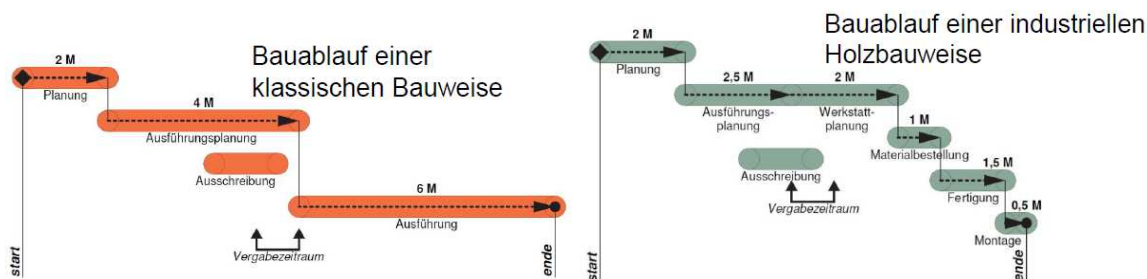 Bauablauf einer
klassischen Bauweise
2 M
Planung
4 M
Ausführungsplanung
Ausschreibung
6 M
Ausführung
Vergabezeitraum
start
ende
Bauablauf einer industriellen
Holzbauweise
2 M
Planung
2,5 M
Ausführungs-
planung
2 M
Werkstatt-
planung
1 M
Materialbestellung
Ausschreibung
1,5 M
Fertigung
Vergabezeitraum
0,5 M
Montage
start
ende